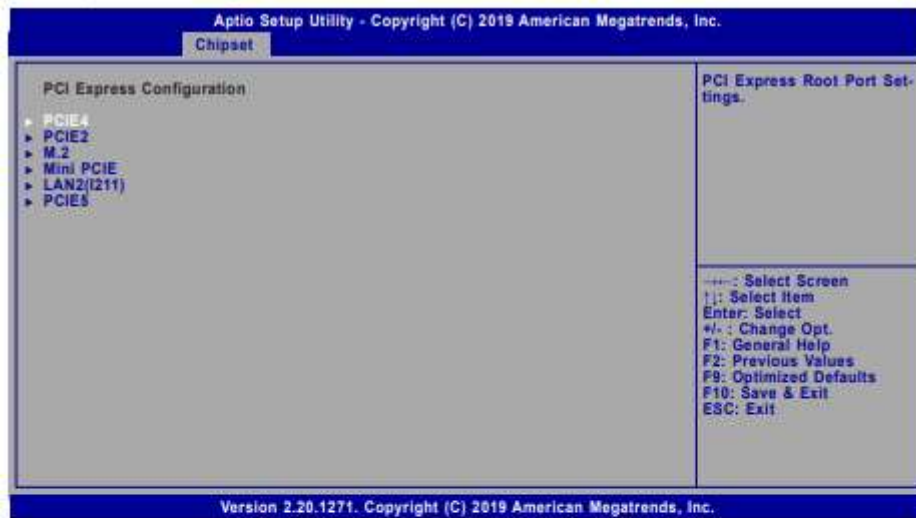 Aptio Setup Utility - Copyright (C) 2019 American Megatrends, Inc.
Chipset
PCI Express Configuration
► PCIE4
► PCIE2
► M.2
► Mini PCIE
► LAN2(I211)
► PCIE5
PCI Express Root Port Set-
tings.
→←: Select Screen
↑↓: Select Item
Enter: Select
+/- : Change Opt.
F1: General Help
F2: Previous Values
F9: Optimized Defaults
F10: Save & Exit
ESC: Exit
Version 2.20.1271. Copyright (C) 2019 American Megatrends, Inc.